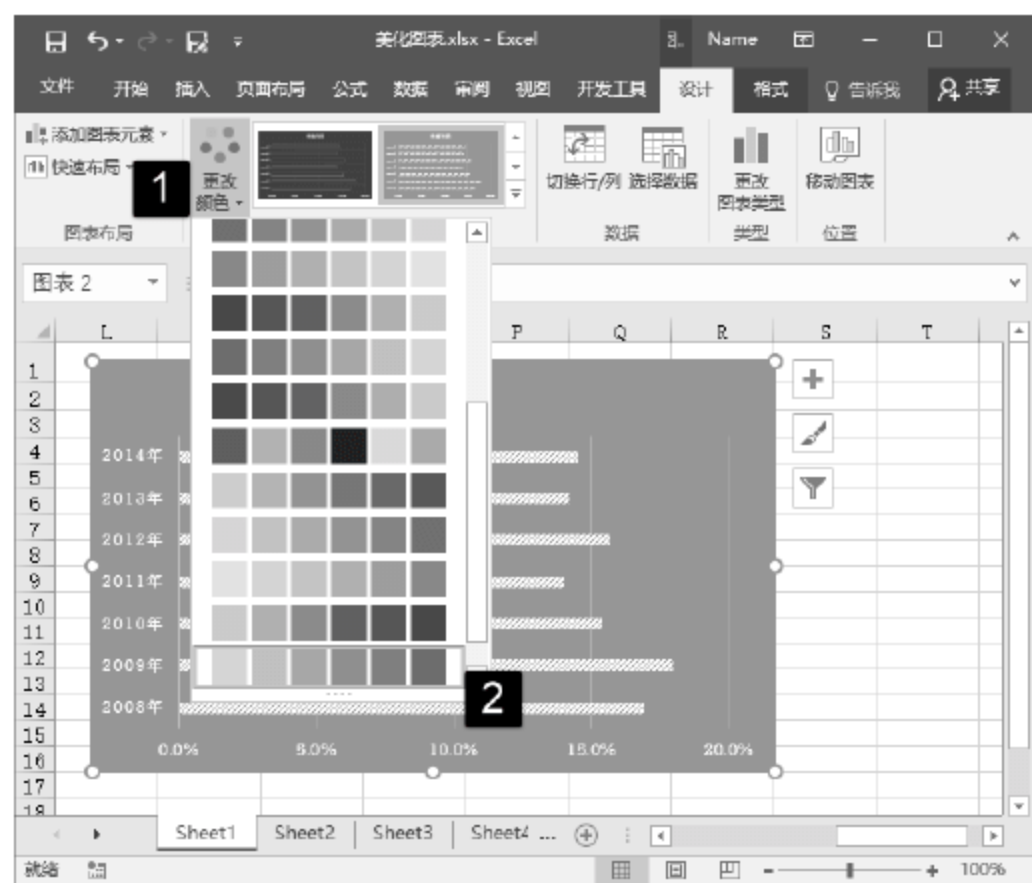 美化图表.xlsx - Excel
Name
文件 开始 插入 页面布局 公式 数据 审阅 视图 开发工具 设计 格式 告诉我 共享
添加图表元素
快速布局
1
更改
颜色
切换行/列 选择数据
更改
图表类型
移动图表
图表布局 数据 类型 位置
图表 2
L P Q R S T
1
2
3
4
5
6
7
8
9
10
11
12
13
14
15
16
17
18
2014年
2013年
2012年
2011年
2010年
2009年
2008年
2
0.0% 5.0% 10.0% 15.0% 20.0%
Sheet1 Sheet2 Sheet3 Sheet4 ...
就绪 100%